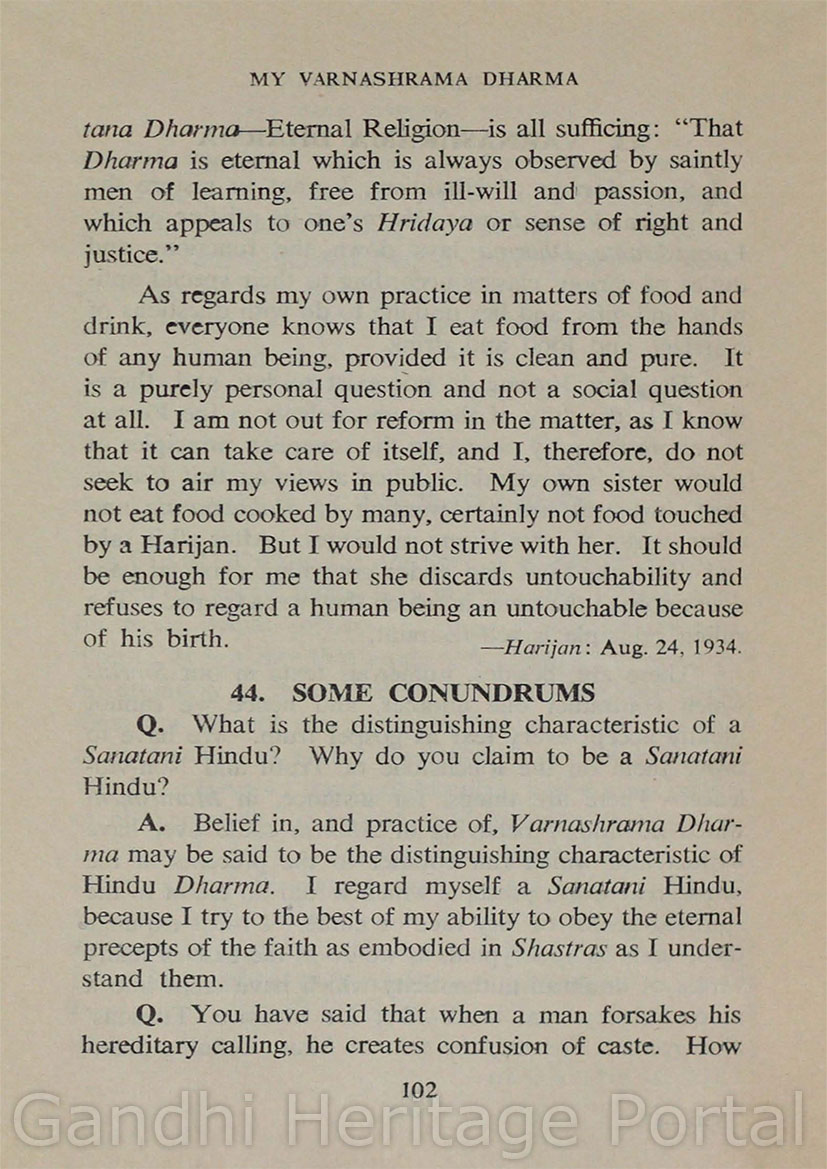 MY VARNASHRAMA DHARMA
tana Dharma—Eternal Religion—is all sufficing: “That
Dharma is eternal which is always observed by saintly
men of learning, free from ill-will and passion, and
which appeals to one’s Hridaya or sense of right and
justice.”
As regards my own practice in matters of food and
drink, everyone knows that I eat food from the hands
of any human being, provided it is clean and pure. It
is a purely personal question and not a social question
at all. I am not out for reform in the matter, as I know
that it can take care of itself, and I, therefore, do not
seek to air my views in public. My own sister would
not eat food cooked by many, certainly not food touched
by a Harijan. But I would not strive with her. It should
be enough for me that she discards untouchability and
refuses to regard a human being an untouchable because
of his birth.
—Harijan: Aug. 24, 1934.
44. SOME CONUNDRUMS
Q. What is the distinguishing characteristic of a
Sanatani Hindu? Why do you claim to be a Sanatani
Hindu?
A. Belief in, and practice of, Varnashrama Dhar-
ma may be said to be the distinguishing characteristic of
Hindu Dharma. I regard myself a Sanatani Hindu,
because I try to the best of my ability to obey the eternal
precepts of the faith as embodied in Shastras as I under-
stand them.
Q. You have said that when a man forsakes his
hereditary calling, he creates confusion of caste. How
102
Gandhi Heritage Portal